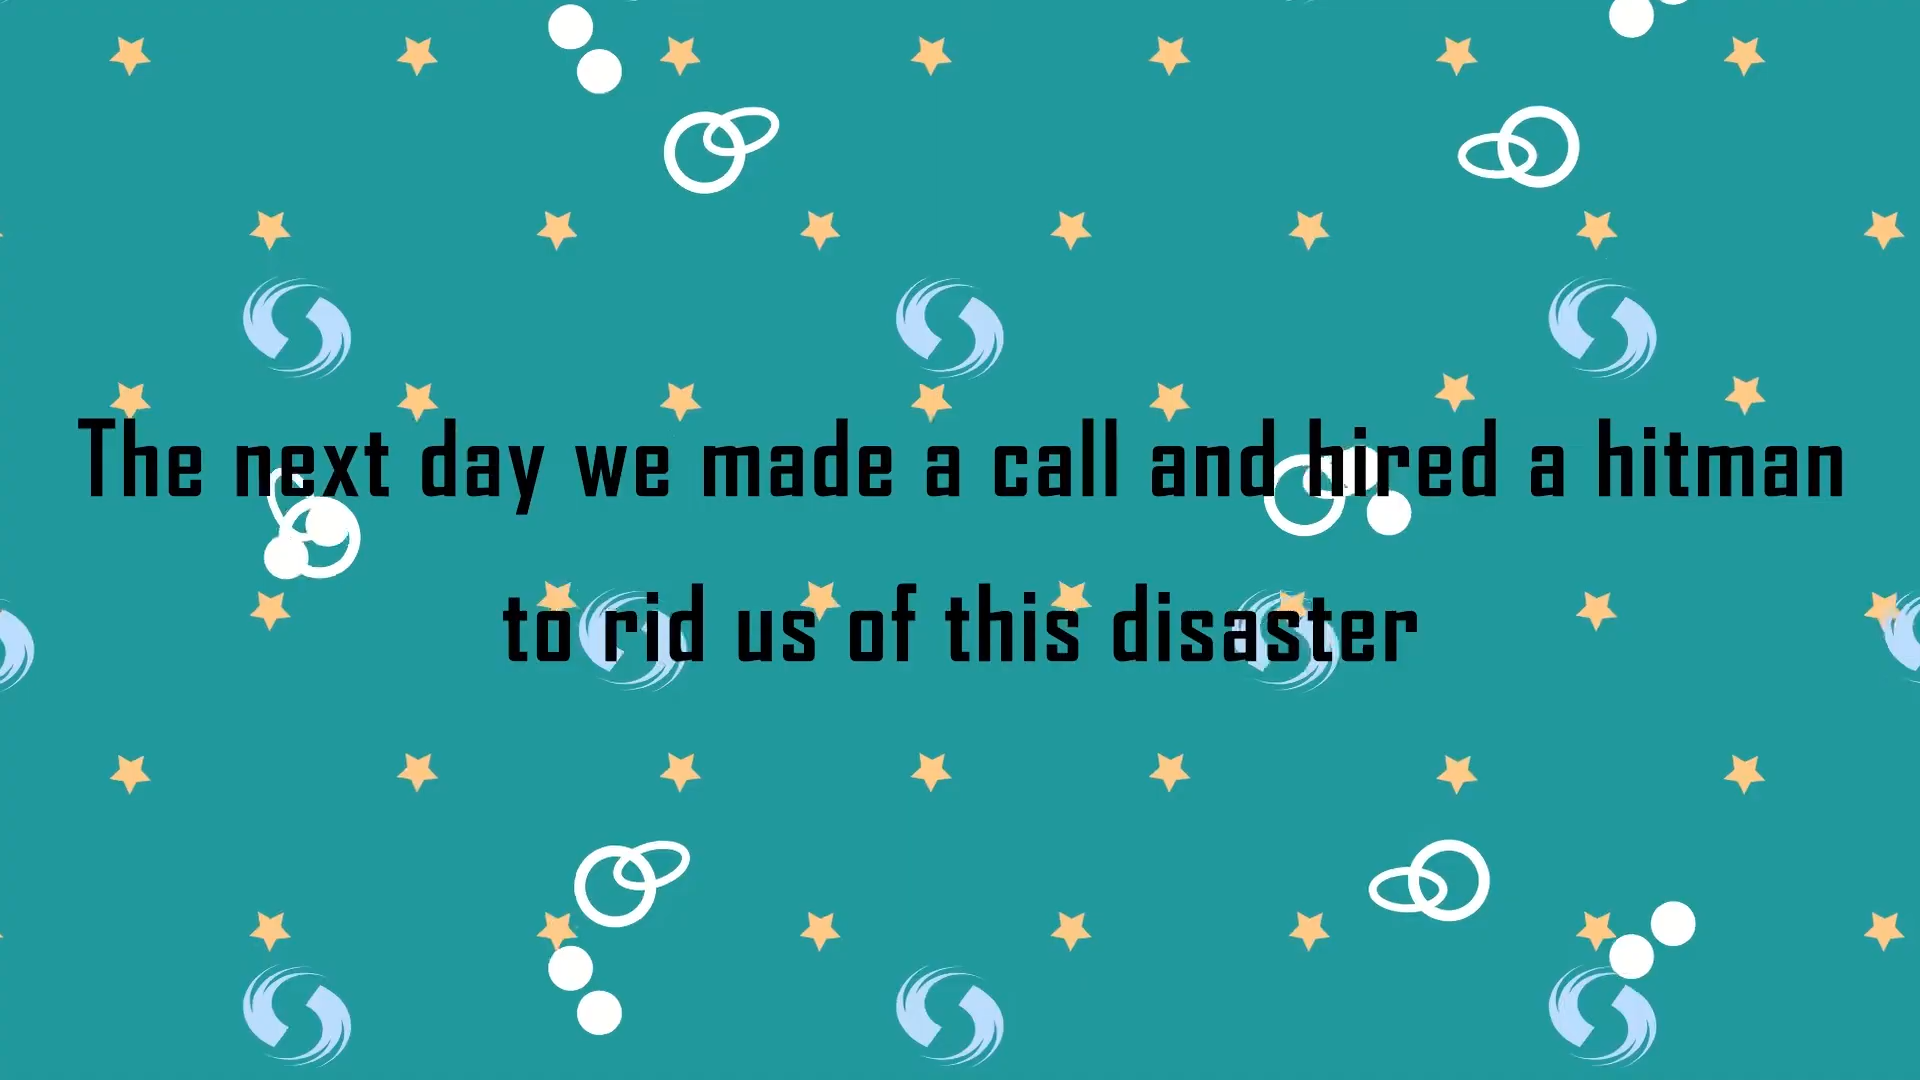 The next day we made a call and hired a hitman
to rid us of this disaster